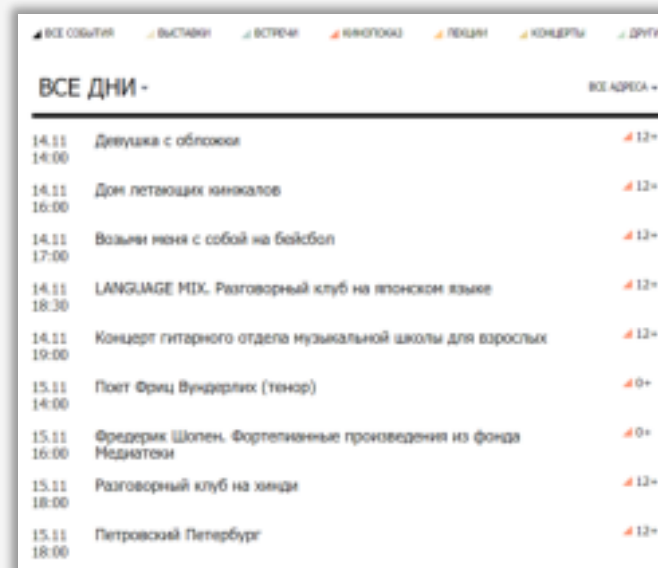 ВСЕ СОБЫТИЯ ВЫСТАВКИ ВСТРЕЧИ КИНОПОКАЗ ЛЕКЦИИ КОНЦЕРТЫ ДРУГИ
ВСЕ ДНИ - ВСЕ АДРЕСА
14.11 Девушка с обложки 12+
14:00
14.11 Дом летающих кинжалов 12+
16:00
14.11 Возьми меня с собой на бейсбол 12+
17:00
14.11 LANGUAGE MIX. Разговорный клуб на японском языке 12+
18:30
14.11 Концерт гитарного отдела музыкальной школы для взрослых 12+
19:00
15.11 Поет Фриц Вундерлих (тенор) 0+
14:00
15.11 Фредерик Шопен. Фортепианные произведения из фонда 0+
16:00 Медиатеки
15.11 Разговорный клуб на хинди 12+
18:00
15.11 Петровский Петербург 12+
18:00